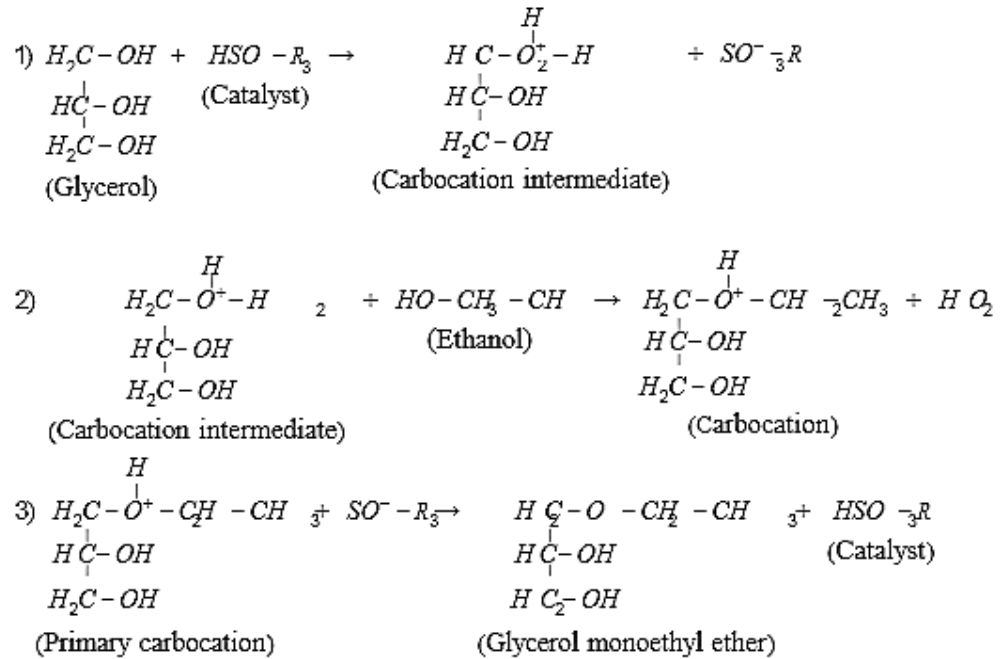 H
1) H₂C – OH + HSO – R₃ → H C – O₂⁺ – H + SO⁻ –₃R
HC – OH (Catalyst) H C – OH
H₂C – OH H₂C – OH
(Glycerol) (Carbocation intermediate)
H H
2) H₂C – O⁺ – H ₂ + HO – CH₃ – CH → H₂C – O⁺ – CH –₂CH₃ + H O₂
(Ethanol)
H C – OH H C – OH
H₂C – OH H₂C – OH
(Carbocation intermediate) (Carbocation)
H
3) H₂C – O⁺ – C₂H – CH ₃+ SO⁻ – R₃→ H C₂ – O – CH₂ – CH ₃+ HSO –₃R
H C – OH H C – OH (Catalyst)
H₂C – OH H C₂ – OH
(Primary carbocation) (Glycerol monoethyl ether)